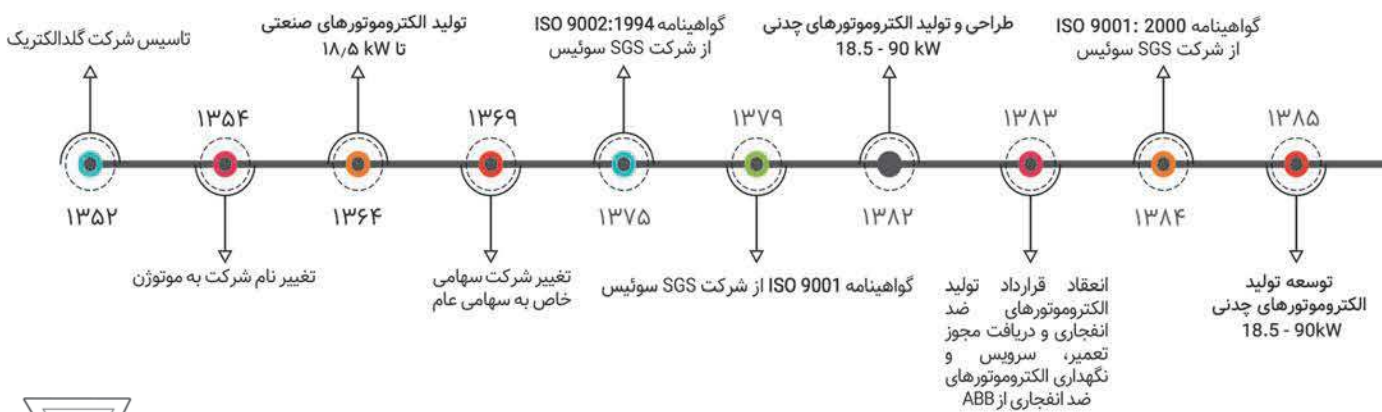 تاسیس شرکت گلدالکتریک
۱۳۵۲
۱۳۵۴
تغییر نام شرکت به موتوژن
تولید الکتروموتورهای صنعتی
تا ۱۸٫۵ kW
۱۳۶۴
۱۳۶۹
تغییر شرکت سهامی
خاص به سهامی عام
گواهینامه ISO 9002:1994
از شرکت SGS سوئیس
۱۳۷۵
۱۳۷۹
گواهینامه ISO 9001 از شرکت SGS سوئیس
طراحی و تولید الکتروموتورهای چدنی
18.5 - 90 kW
۱۳۸۲
۱۳۸۳
انعقاد قرارداد تولید
الکتروموتورهای ضد
انفجاری و دریافت مجوز
تعمیر، سرویس و
نگهداری الکتروموتورهای
ضد انفجاری از ABB
گواهینامه ISO 9001: 2000
از شرکت SGS سوئیس
۱۳۸۴
۱۳۸۵
توسعه تولید
الکتروموتورهای چدنی
18.5 - 90kW